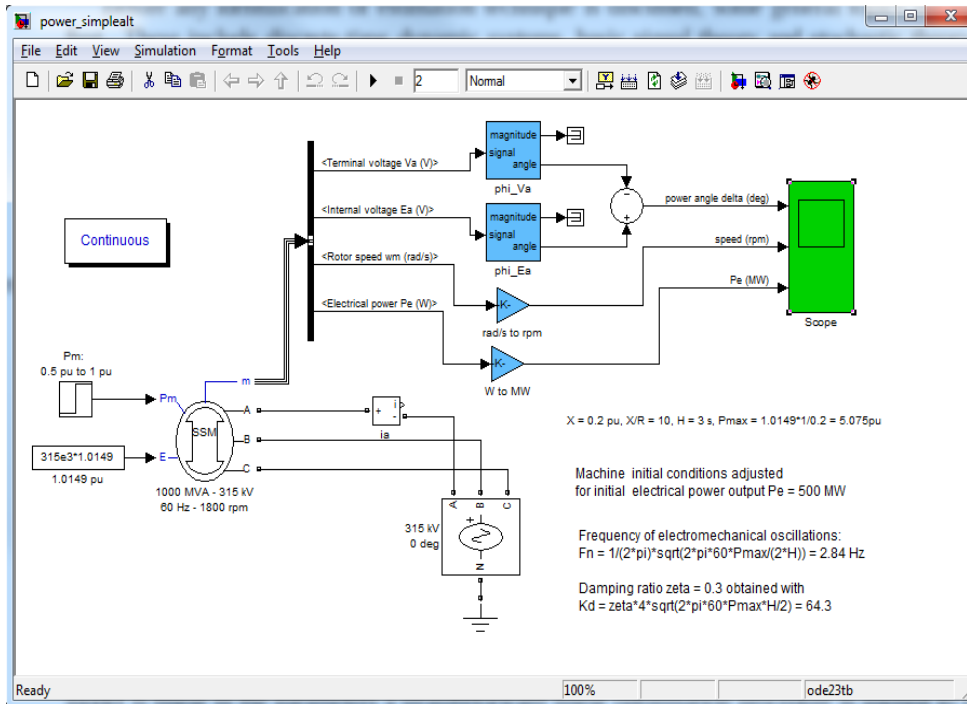 power_simplealt
File Edit View Simulation Format Tools Help
2 Normal
Continuous
<Terminal voltage Va (V)>
magnitude
signal
angle
phi_Va
<Internal voltage Ea (V)>
magnitude
signal
angle
phi_Ea
<Rotor speed wm (rad/s)>
-K-
rad/s to rpm
<Electrical power Pe (W)>
-K-
W to MW
-
+
power angle delta (deg)
speed (rpm)
Pe (MW)
Scope
Pm:
0.5 pu to 1 pu
Pm
m
SSM
A
B
C
E
315e3*1.0149
1.0149 pu
1000 MVA - 315 kV
60 Hz - 1800 rpm
+ i
-
ia
A B C
315 kV
0 deg
+
N
X = 0.2 pu, X/R = 10, H = 3 s, Pmax = 1.0149*1/0.2 = 5.075pu
Machine initial conditions adjusted
for initial electrical power output Pe = 500 MW
Frequency of electromechanical oscillations:
Fn = 1/(2*pi)*sqrt(2*pi*60*Pmax/(2*H)) = 2.84 Hz
Damping ratio zeta = 0.3 obtained with
Kd = zeta*4*sqrt(2*pi*60*Pmax*H/2) = 64.3
Ready 100% ode23tb